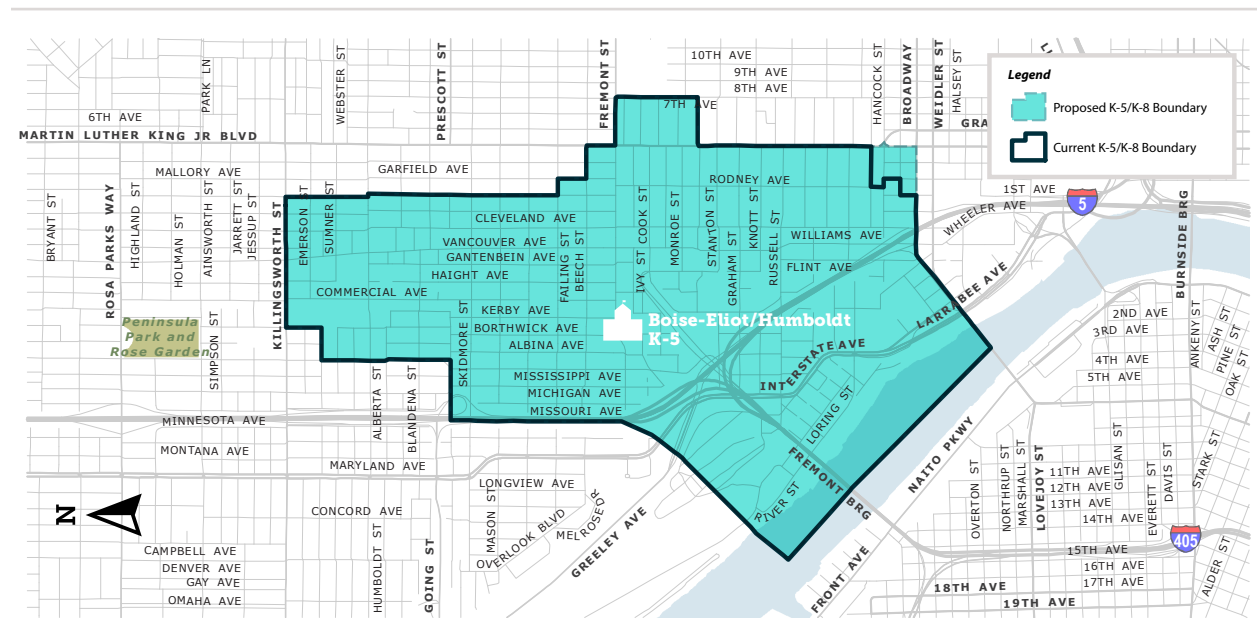 10TH AVE
9TH AVE
8TH AVE
7TH AVE
6TH AVE
MARTIN LUTHER KING JR BLVD
PARK LN
WEBSTER ST
PRESCOTT ST
FREMONT ST
HANCOCK ST
BROADWAY
WEIDLER ST
HALSEY ST
Legend
Proposed K-5/K-8 Boundary
Current K-5/K-8 Boundary
MALLORY AVE
GARFIELD AVE
RODNEY AVE
1ST AVE
WHEELER AVE
5
BRYANT ST
ROSA PARKS WAY
HIGHLAND ST
HOLMAN ST
AINSWORTH ST
JARRETT ST
JESSUP ST
KILLINGSWORTH ST
EMERSON ST
SUMNER ST
CLEVELAND AVE
VANCOUVER AVE
GANTENBEIN AVE
HAIGHT AVE
COMMERCIAL AVE
FAILING ST
BEECH ST
IVY ST
COOK ST
MONROE ST
STANTON ST
GRAHAM ST
KNOTT ST
RUSSELL ST
WILLIAMS AVE
FLINT AVE
LARRABEE AVE
BURNSIDE BRG
KERBY AVE
BORTHWICK AVE
ALBINA AVE
SKIDMORE ST
Boise-Eliot/Humboldt
K-5
INTERSTATE AVE
Peninsula
Park and
Rose Garden
SIMPSON ST
MISSISSIPPI AVE
MICHIGAN AVE
MISSOURI AVE
LORING ST
2ND AVE
3RD AVE
4TH AVE
5TH AVE
ANKENY ST
ASH ST
PINE ST
OAK ST
MINNESOTA AVE
MONTANA AVE
ALBERTA ST
BLANDENA ST
MARYLAND AVE
LONGVIEW AVE
CONCORD AVE
MASON ST
OVERLOOK BLVD
MELROSE DR
GREELEY AVE
RIVER ST
FREMONT BRG
NAITO PKWY
FRONT AVE
OVERTON ST
NORTHRUP ST
MARSHALL ST
LOVEJOY ST
11TH AVE
12TH AVE
13TH AVE
14TH AVE
GLISAN ST
EVERETT ST
DAVIS ST
STARK ST
ALDER ST
405
15TH AVE
16TH AVE
17TH AVE
18TH AVE
19TH AVE
N
CAMPBELL AVE
DENVER AVE
GAY AVE
OMAHA AVE
HUMBOLDT ST
GOING ST